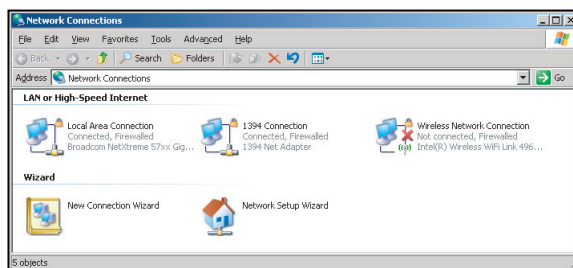 Network Connections
File Edit View Favorites Tools Advanced Help
Back Search Folders
Address Network Connections Go
LAN or High-Speed Internet
Local Area Connection
Connected, Firewalled
Broadcom NetXtreme 57xx Gig...
1394 Connection
Connected, Firewalled
1394 Net Adapter
Wireless Network Connection
Not connected, Firewalled
Intel(R) Wireless WiFi Link 496...
Wizard
New Connection Wizard
Network Setup Wizard
5 objects